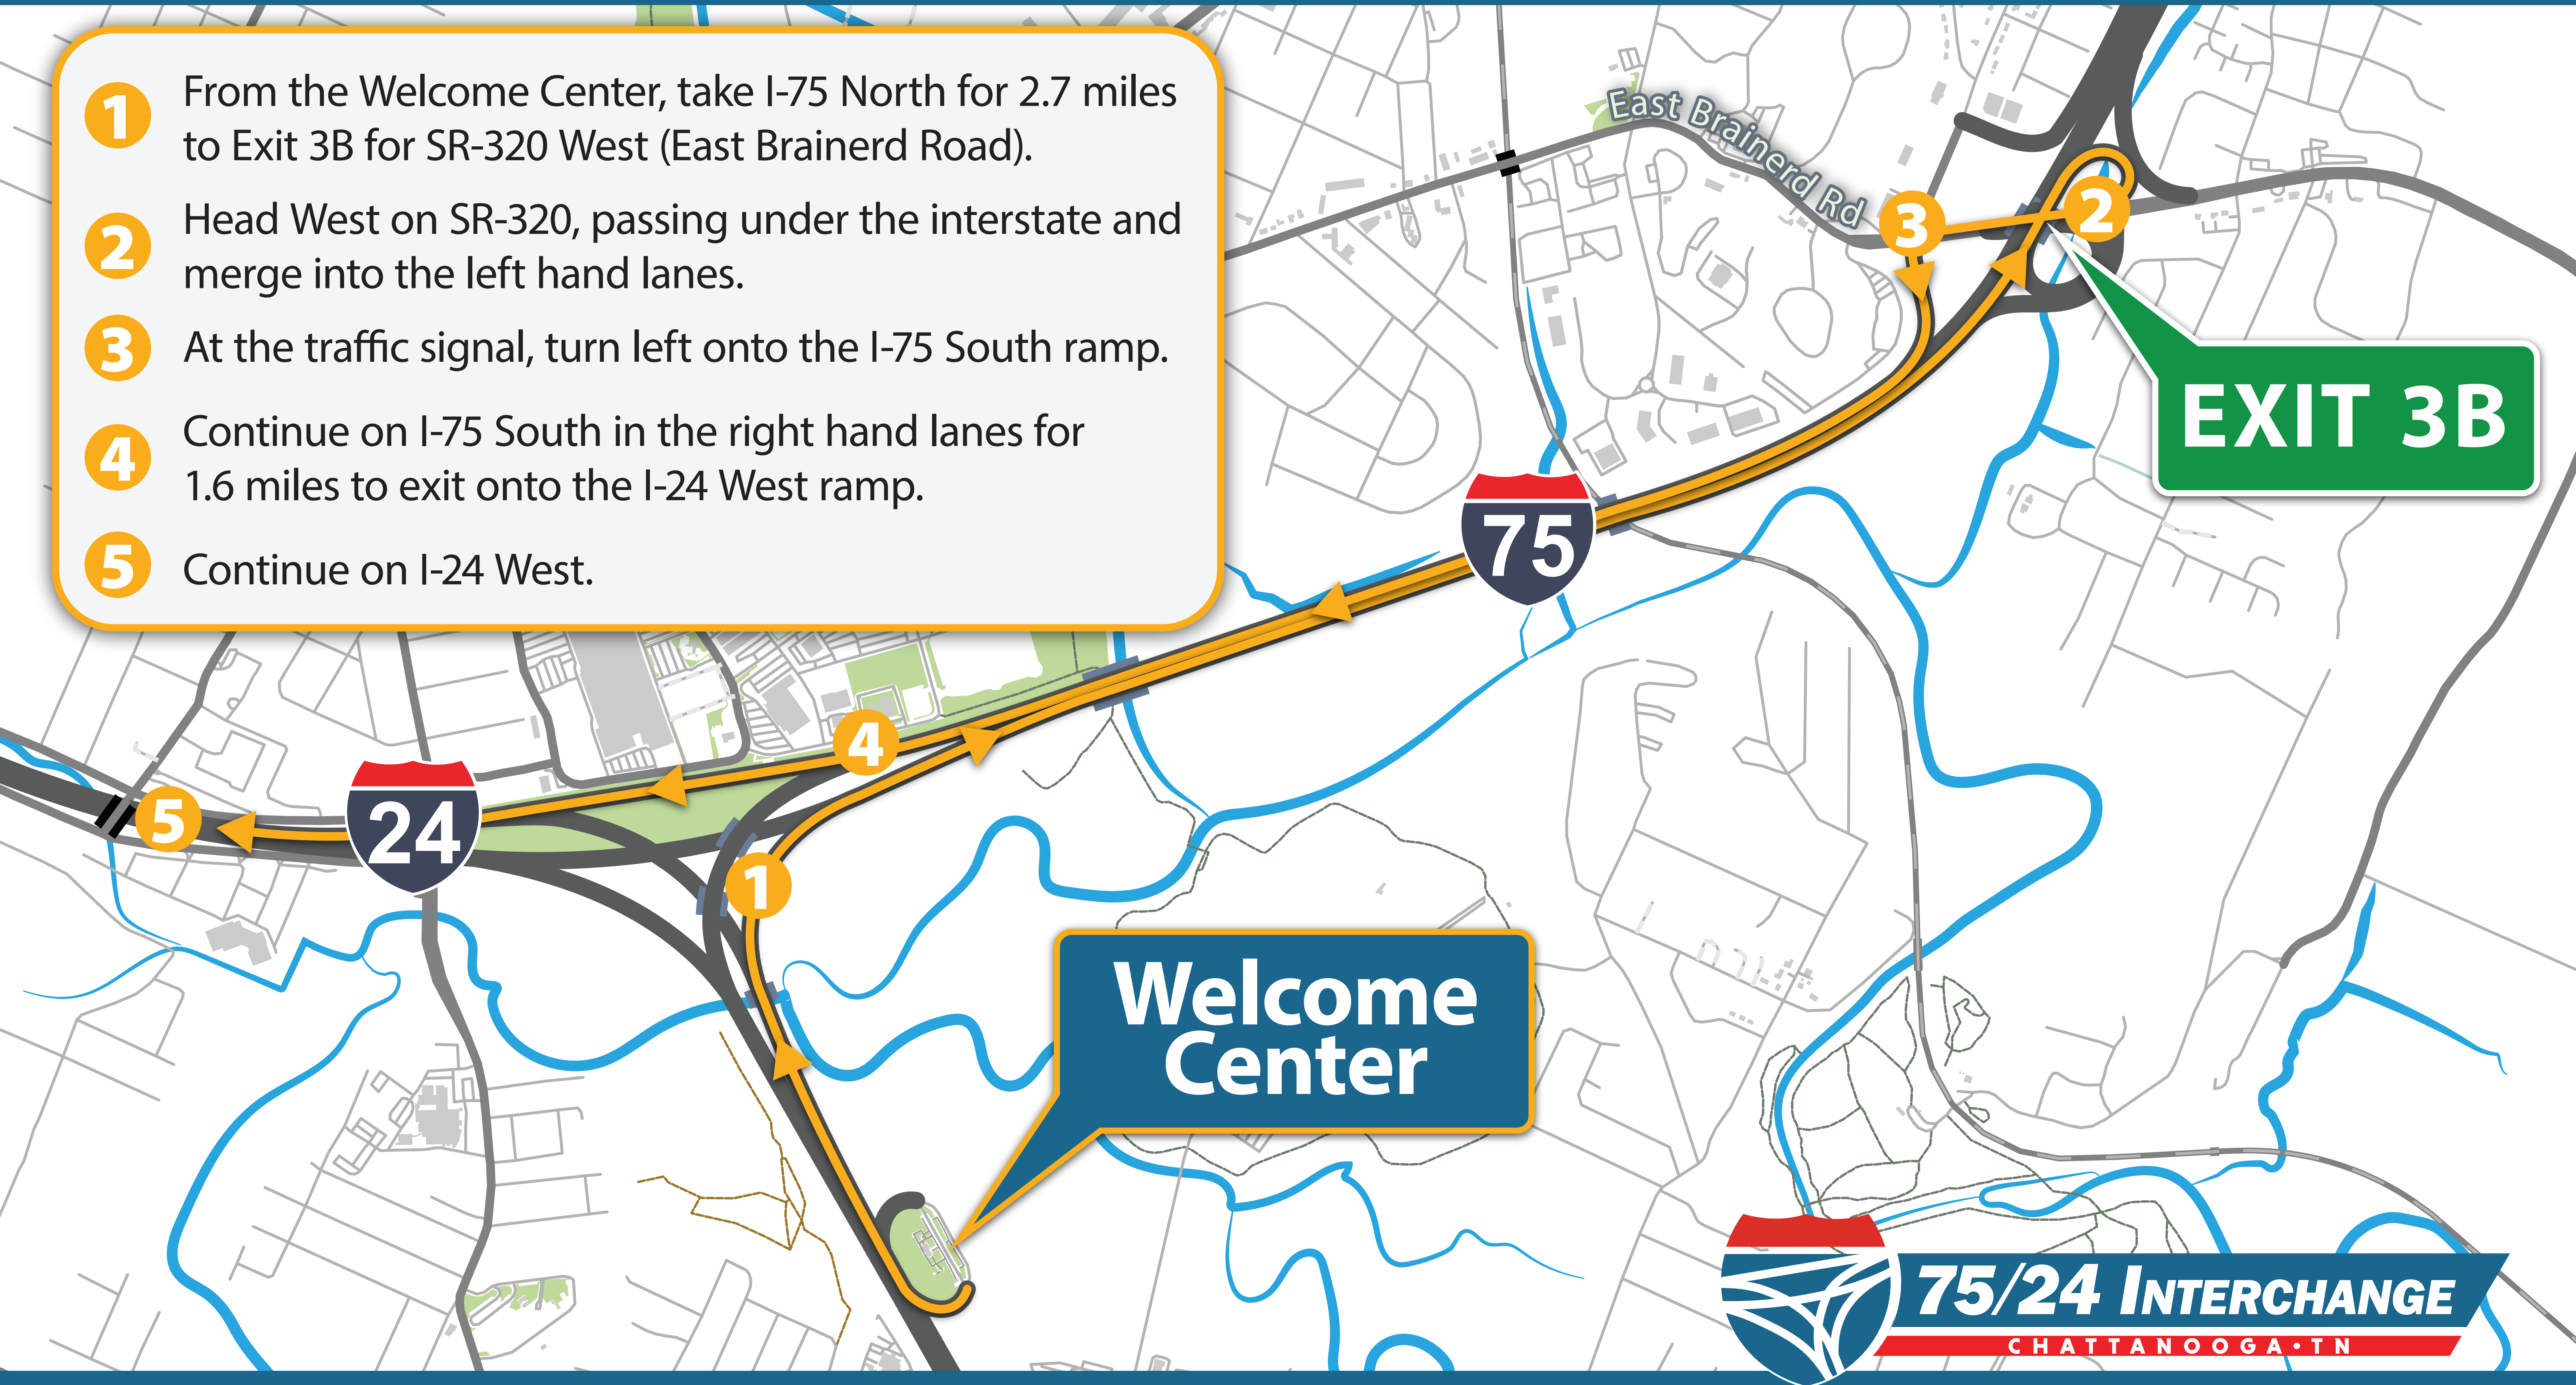 1
From the Welcome Center, take I-75 North for 2.7 miles
to Exit 3B for SR-320 West (East Brainerd Road).
2
Head West on SR-320, passing under the interstate and
merge into the left hand lanes.
3
At the traffic signal, turn left onto the I-75 South ramp.
4
Continue on I-75 South in the right hand lanes for
1.6 miles to exit onto the I-24 West ramp.
5
Continue on I-24 West.
East Brainerd Rd
3
2
EXIT 3B
75
4
5
24
1
Welcome
Center
75/24 INTERCHANGE
CHATTANOOGA•TN